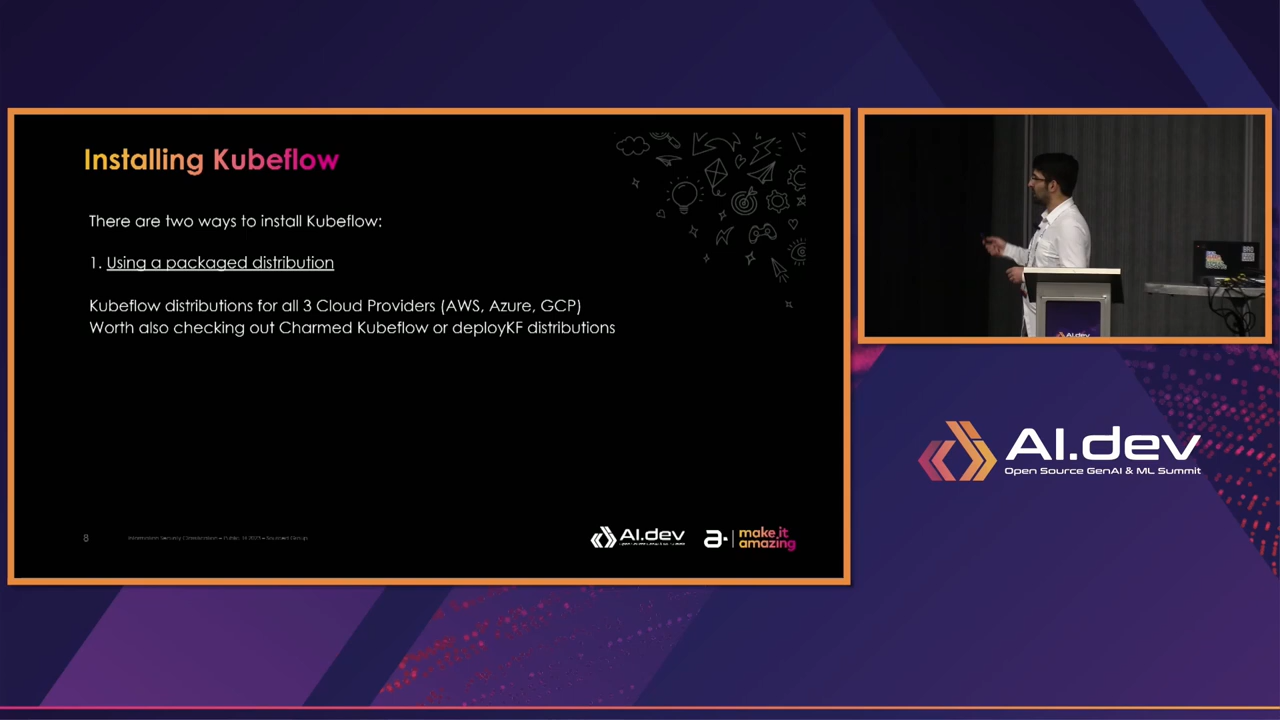 Installing Kubeflow
There are two ways to install Kubeflow:
1. Using a packaged distribution
Kubeflow distributions for all 3 Cloud Providers (AWS, Azure, GCP)
Worth also checking out Charmed Kubeflow or deployKF distributions
8
AI.dev
a
make it
amazing
AI.dev
AI.dev
Open Source GenAI & ML Summit